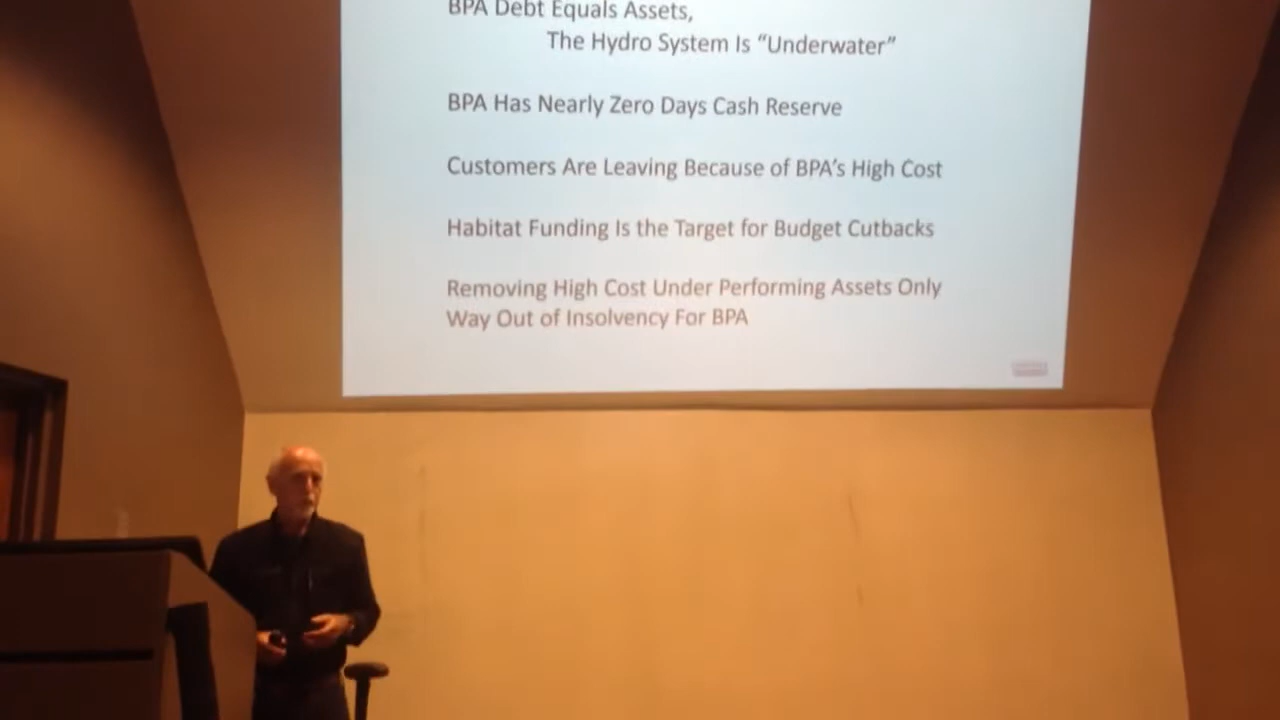 BPA Debt Equals Assets,
The Hydro System Is “Underwater”
BPA Has Nearly Zero Days Cash Reserve
Customers Are Leaving Because of BPA’s High Cost
Habitat Funding Is the Target for Budget Cutbacks
Removing High Cost Under Performing Assets Only
Way Out of Insolvency For BPA